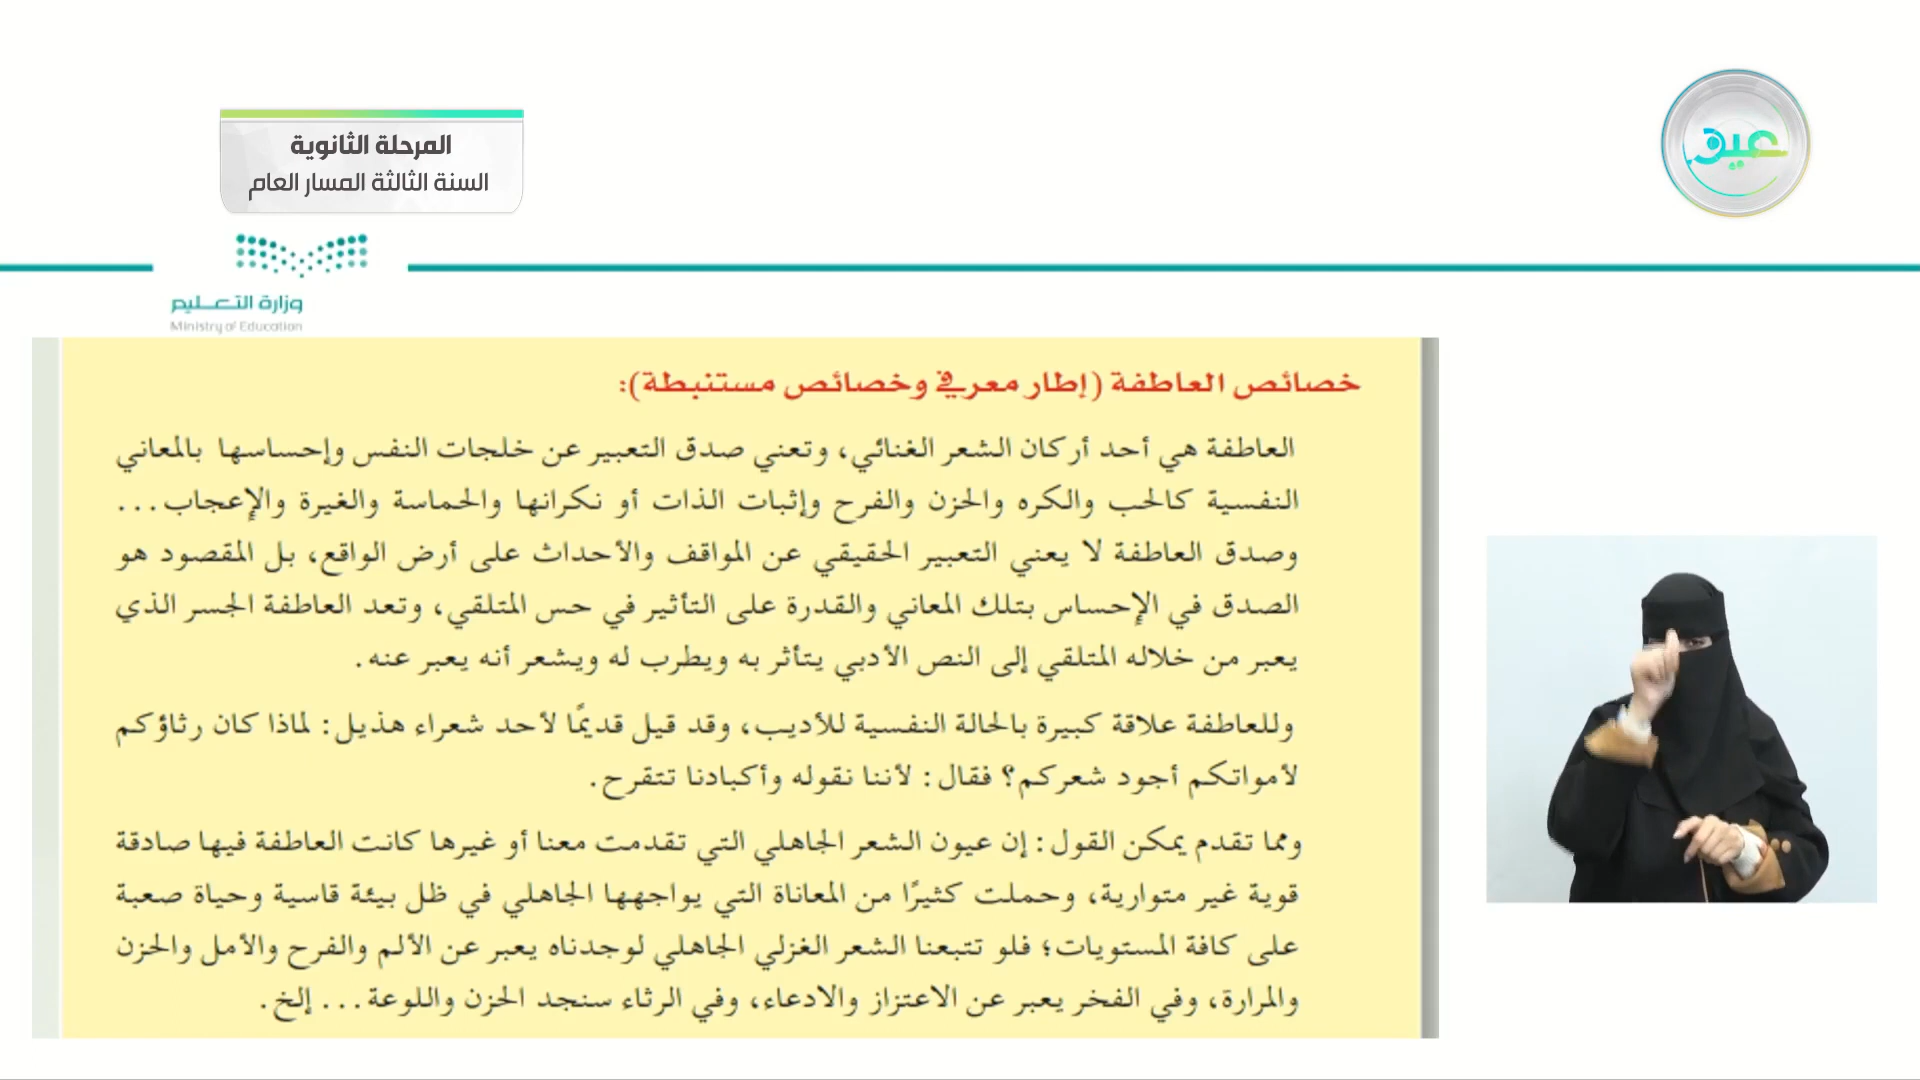 المرحلة الثانوية
السنة الثالثة المسار العام
عين
وزارة التعليم
Ministry of Education
خصائص العاطفة (إطار معرفي وخصائص مستنبطة):
العاطفة هي أحد أركان الشعر الغنائي، وتعني صدق التعبير عن خلجات النفس وإحساسها بالمعاني
النفسية كالحب والكره والحزن والفرح وإثبات الذات أو نكرانها والحماسة والغيرة والإعجاب...
وصدق العاطفة لا يعني التعبير الحقيقي عن المواقف والأحداث على أرض الواقع، بل المقصود هو
الصدق في الإحساس بتلك المعاني والقدرة على التأثير في حس المتلقي، وتعد العاطفة الجسر الذي
يعبر من خلاله المتلقي إلى النص الأدبي يتأثر به ويطرب له ويشعر أنه يعبر عنه.
وللعاطفة علاقة كبيرة بالحالة النفسية للأديب، وقد قيل قديمًا لأحد شعراء هذيل: لماذا كان رثاؤكم
لأمواتكم أجود شعركم؟ فقال: لأننا نقوله وأكبادنا تتقرح.
ومما تقدم يمكن القول: إن عيون الشعر الجاهلي التي تقدمت معنا أو غيرها كانت العاطفة فيها صادقة
قوية غير متوارية، وحملت كثيرًا من المعاناة التي يواجهها الجاهلي في ظل بيئة قاسية وحياة صعبة
على كافة المستويات؛ فلو تتبعنا الشعر الغزلي الجاهلي لوجدناه يعبر عن الألم والفرح والأمل والحزن
والمرارة، وفي الفخر يعبر عن الاعتزاز والادعاء، وفي الرثاء سنجد الحزن واللوعة... إلخ.